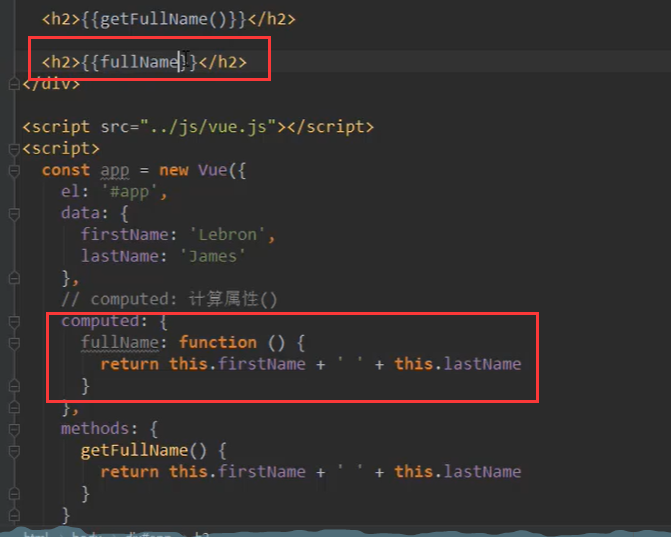 <h2>{{getFullName()}}</h2>
<h2>{{fullName}}</h2>
</div>
<script src="../js/vue.js"></script>
<script>
const app = new Vue({
el: '#app',
data: {
firstName: 'Lebron',
lastName: 'James'
},
// computed: 计算属性()
computed: {
fullName: function () {
return this.firstName + ' ' + this.lastName
}
},
methods: {
getFullName() {
return this.firstName + ' ' + this.lastName
}
}